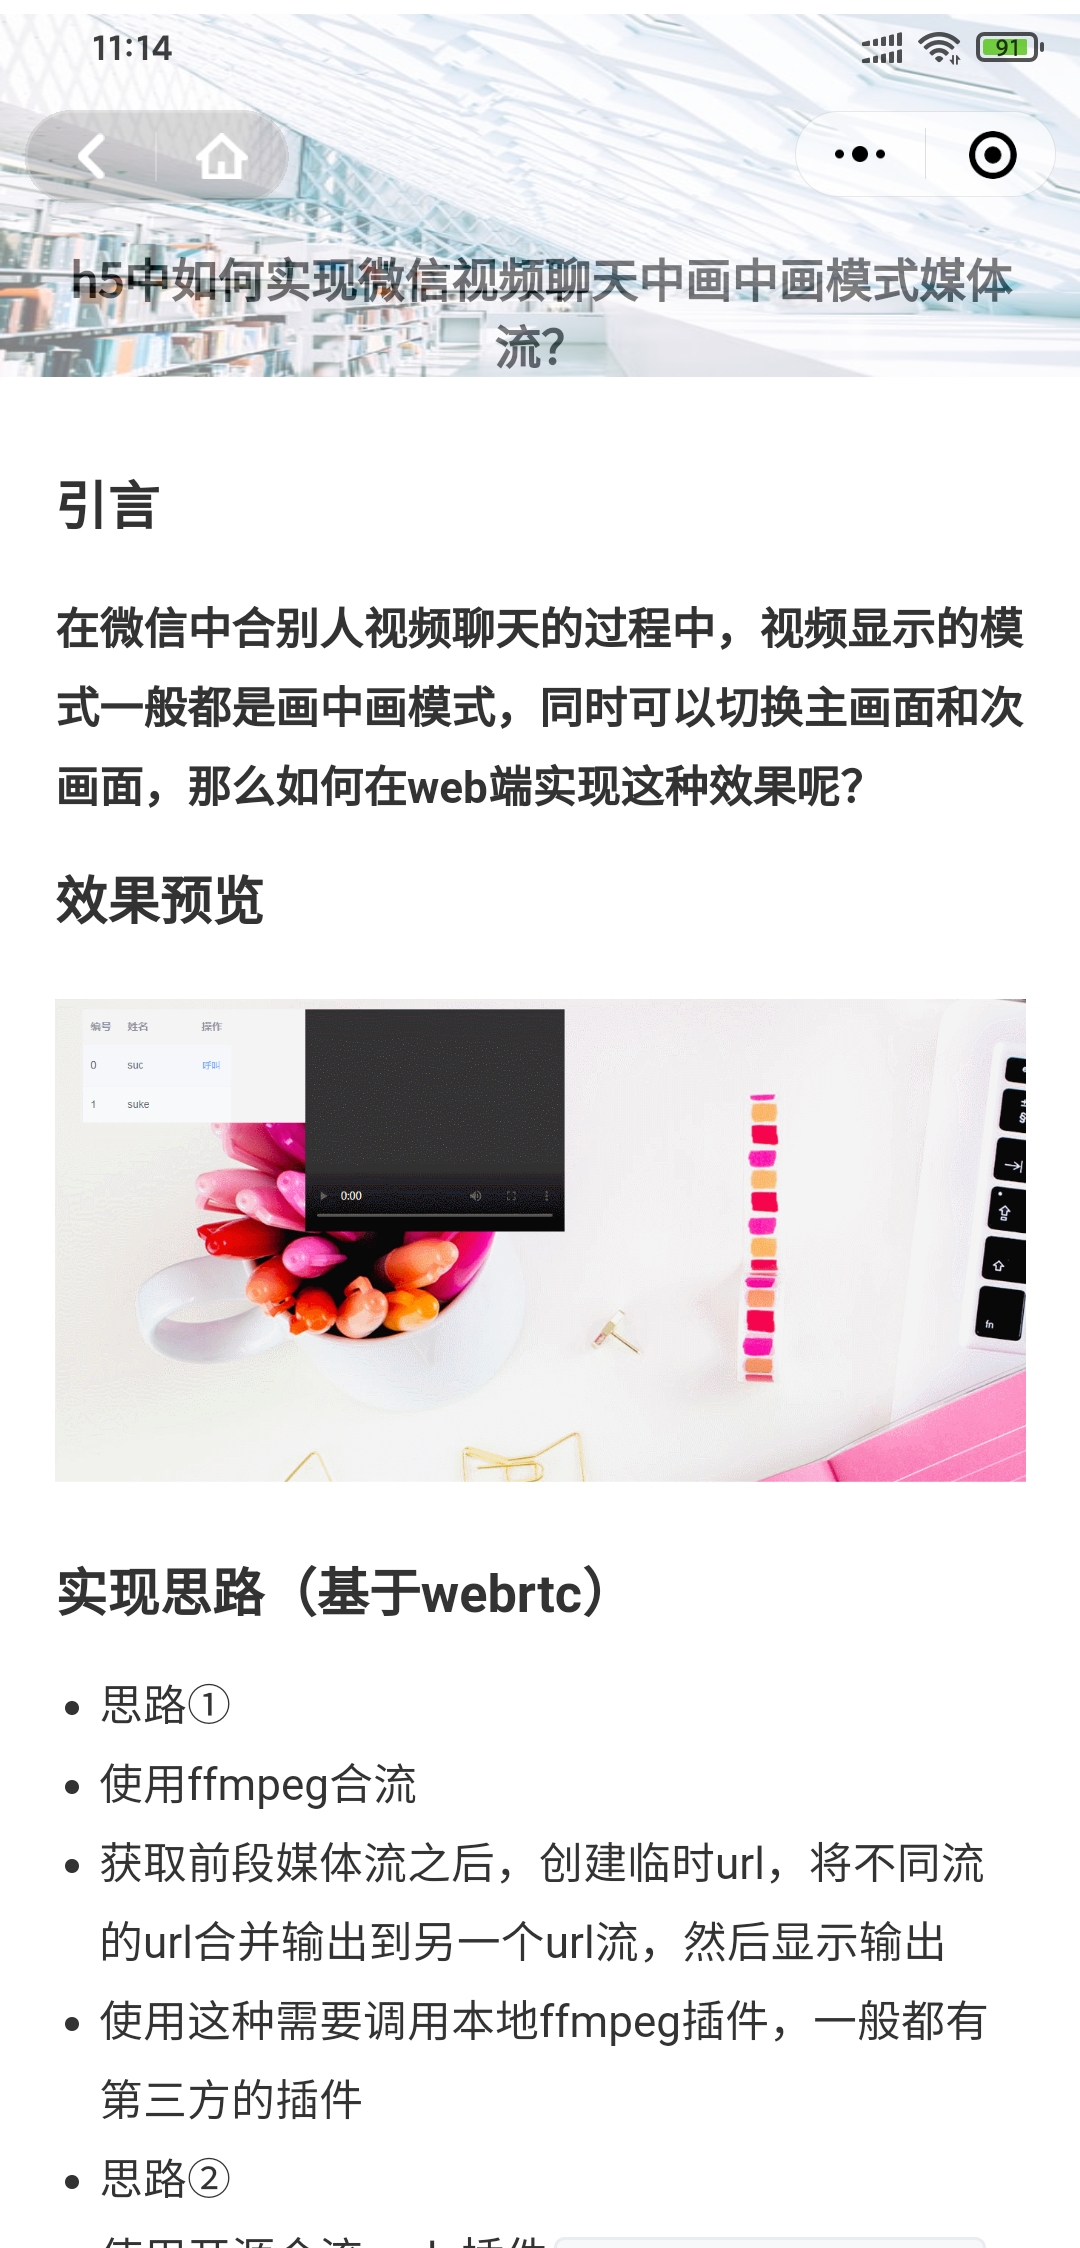 11:14
91
h5中如何实现微信视频聊天中画中画模式媒体
流？
引言
在微信中合别人视频聊天的过程中，视频显示的模
式一般都是画中画模式，同时可以切换主画面和次
画面，那么如何在web端实现这种效果呢？
效果预览
编号 姓名 操作
0 suc 呼叫
1 suke
0:00
fn
实现思路（基于webrtc）
思路①
使用ffmpeg合流
获取前段媒体流之后，创建临时url，将不同流
的url合并输出到另一个url流，然后显示输出
使用这种需要调用本地ffmpeg插件，一般都有
第三方的插件
思路②